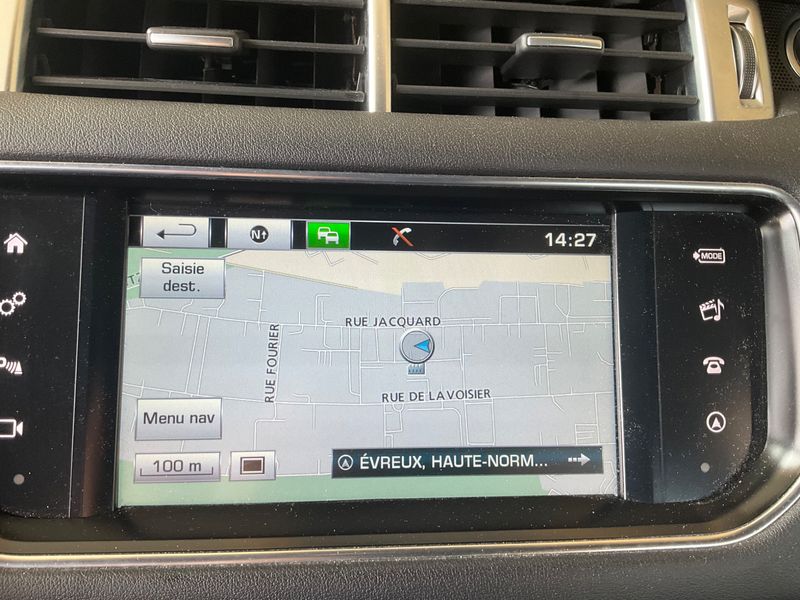 N
14:27
MODE
Saisie
dest.
RUE JACQUARD
RUE FOURIER
RUE DE LAVOISIER
Menu nav
100 m
ÉVREUX, HAUTE-NORM...